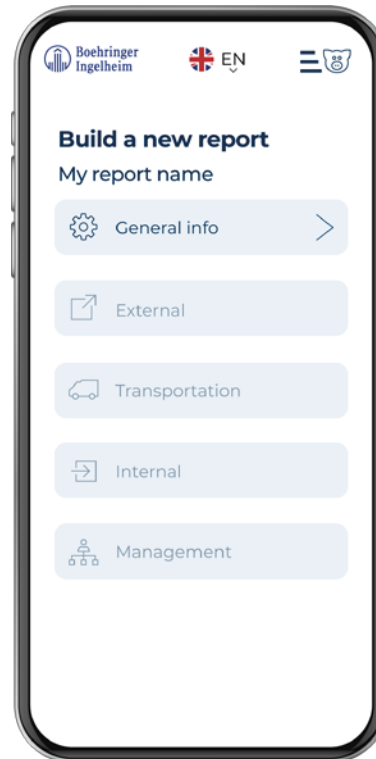 Boehringer
Ingelheim
EN
Build a new report
My report name
General info
External
Transportation
Internal
Management